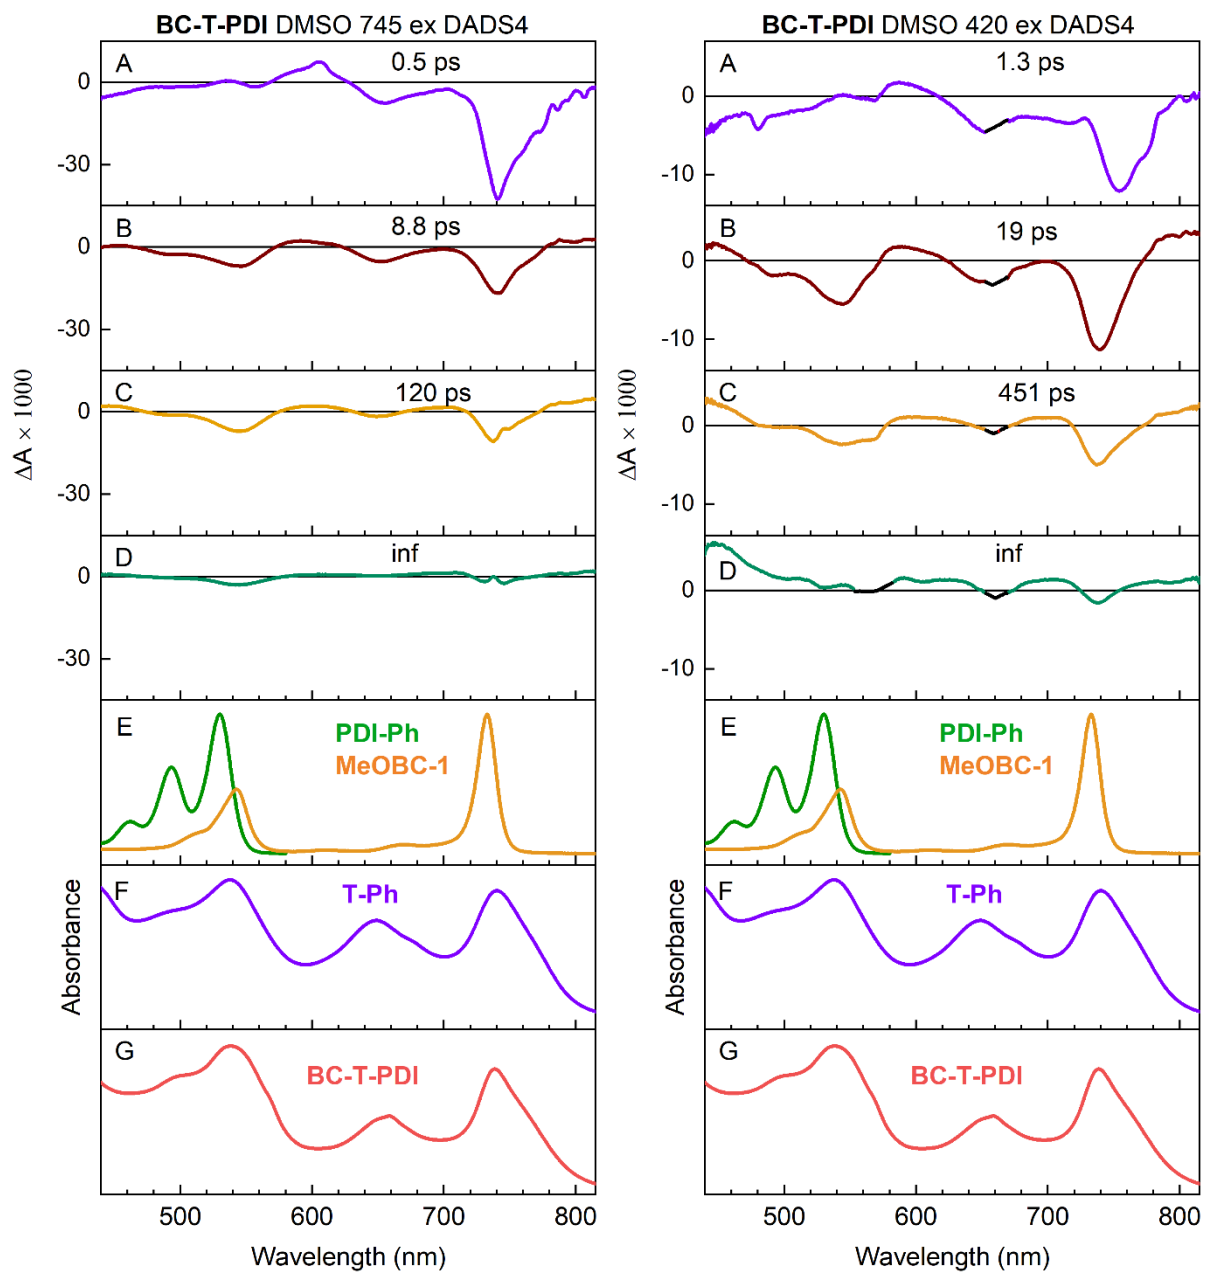 BC-T-PDI DMSO 745 ex DADS4
A
0.5 ps
0
-30
B
8.8 ps
0
-30
C
120 ps
0
-30
D
inf
0
-30
ΔA × 1000
E
PDI-Ph
MeOBC-1
F
T-Ph
G
BC-T-PDI
Absorbance
500 600 700 800
Wavelength (nm)
BC-T-PDI DMSO 420 ex DADS4
A
1.3 ps
0
-10
B
19 ps
0
-10
C
451 ps
0
-10
D
inf
0
-10
ΔA × 1000
E
PDI-Ph
MeOBC-1
F
T-Ph
G
BC-T-PDI
Absorbance
500 600 700 800
Wavelength (nm)